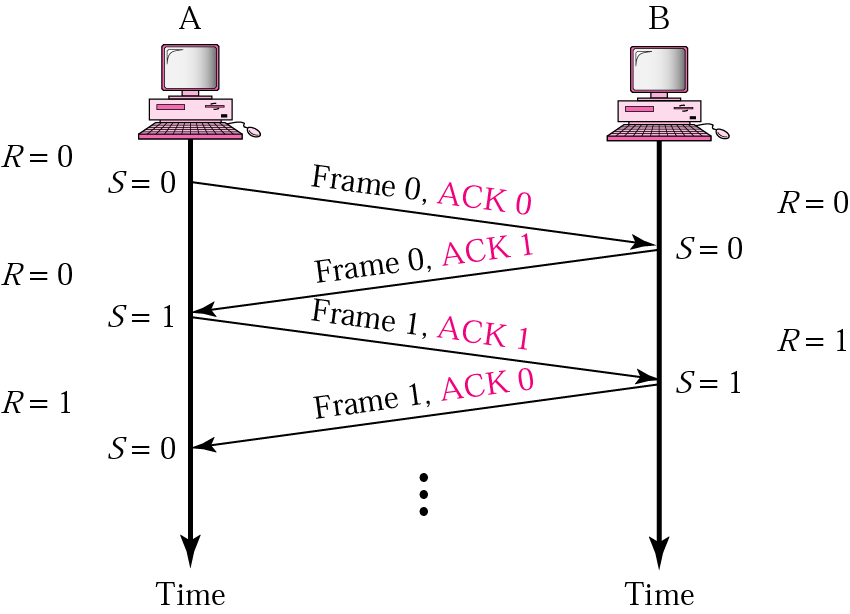 A
B
R = 0
S = 0
Frame 0, ACK 0
R = 0
Frame 0, ACK 1
S = 0
R = 0
S = 1
Frame 1, ACK 1
R = 1
Frame 1, ACK 0
S = 1
R = 1
S = 0
Time
Time